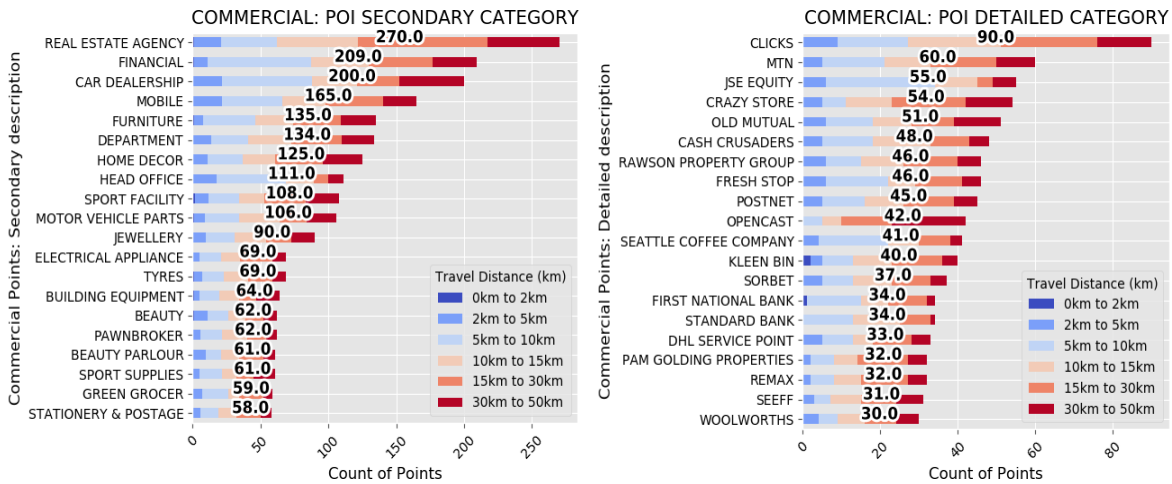 COMMERCIAL: POI SECONDARY CATEGORY
Commercial Points: Secondary description
REAL ESTATE AGENCY 270.0
FINANCIAL 209.0
CAR DEALERSHIP 200.0
MOBILE 165.0
FURNITURE 135.0
DEPARTMENT 134.0
HOME DECOR 125.0
HEAD OFFICE 111.0
SPORT FACILITY 108.0
MOTOR VEHICLE PARTS 106.0
JEWELLERY 90.0
ELECTRICAL APPLIANCE 69.0
TYRES 69.0
BUILDING EQUIPMENT 64.0
BEAUTY 62.0
PAWNBROKER 62.0
BEAUTY PARLOUR 61.0
SPORT SUPPLIES 61.0
GREEN GROCER 59.0
STATIONERY & POSTAGE 58.0
Travel Distance (km)
0km to 2km
2km to 5km
5km to 10km
10km to 15km
15km to 30km
30km to 50km
0 50 100 150 200 250
Count of Points
COMMERCIAL: POI DETAILED CATEGORY
Commercial Points: Detailed description
CLICKS 90.0
MTN 60.0
JSE EQUITY 55.0
CRAZY STORE 54.0
OLD MUTUAL 51.0
CASH CRUSADERS 48.0
RAWSON PROPERTY GROUP 46.0
FRESH STOP 46.0
POSTNET 45.0
OPENCAST 42.0
SEATTLE COFFEE COMPANY 41.0
KLEEN BIN 40.0
SORBET 37.0
FIRST NATIONAL BANK 34.0
STANDARD BANK 34.0
DHL SERVICE POINT 33.0
PAM GOLDING PROPERTIES 32.0
REMAX 32.0
SEEFF 31.0
WOOLWORTHS 30.0
Travel Distance (km)
0km to 2km
2km to 5km
5km to 10km
10km to 15km
15km to 30km
30km to 50km
0 20 40 60 80
Count of Points